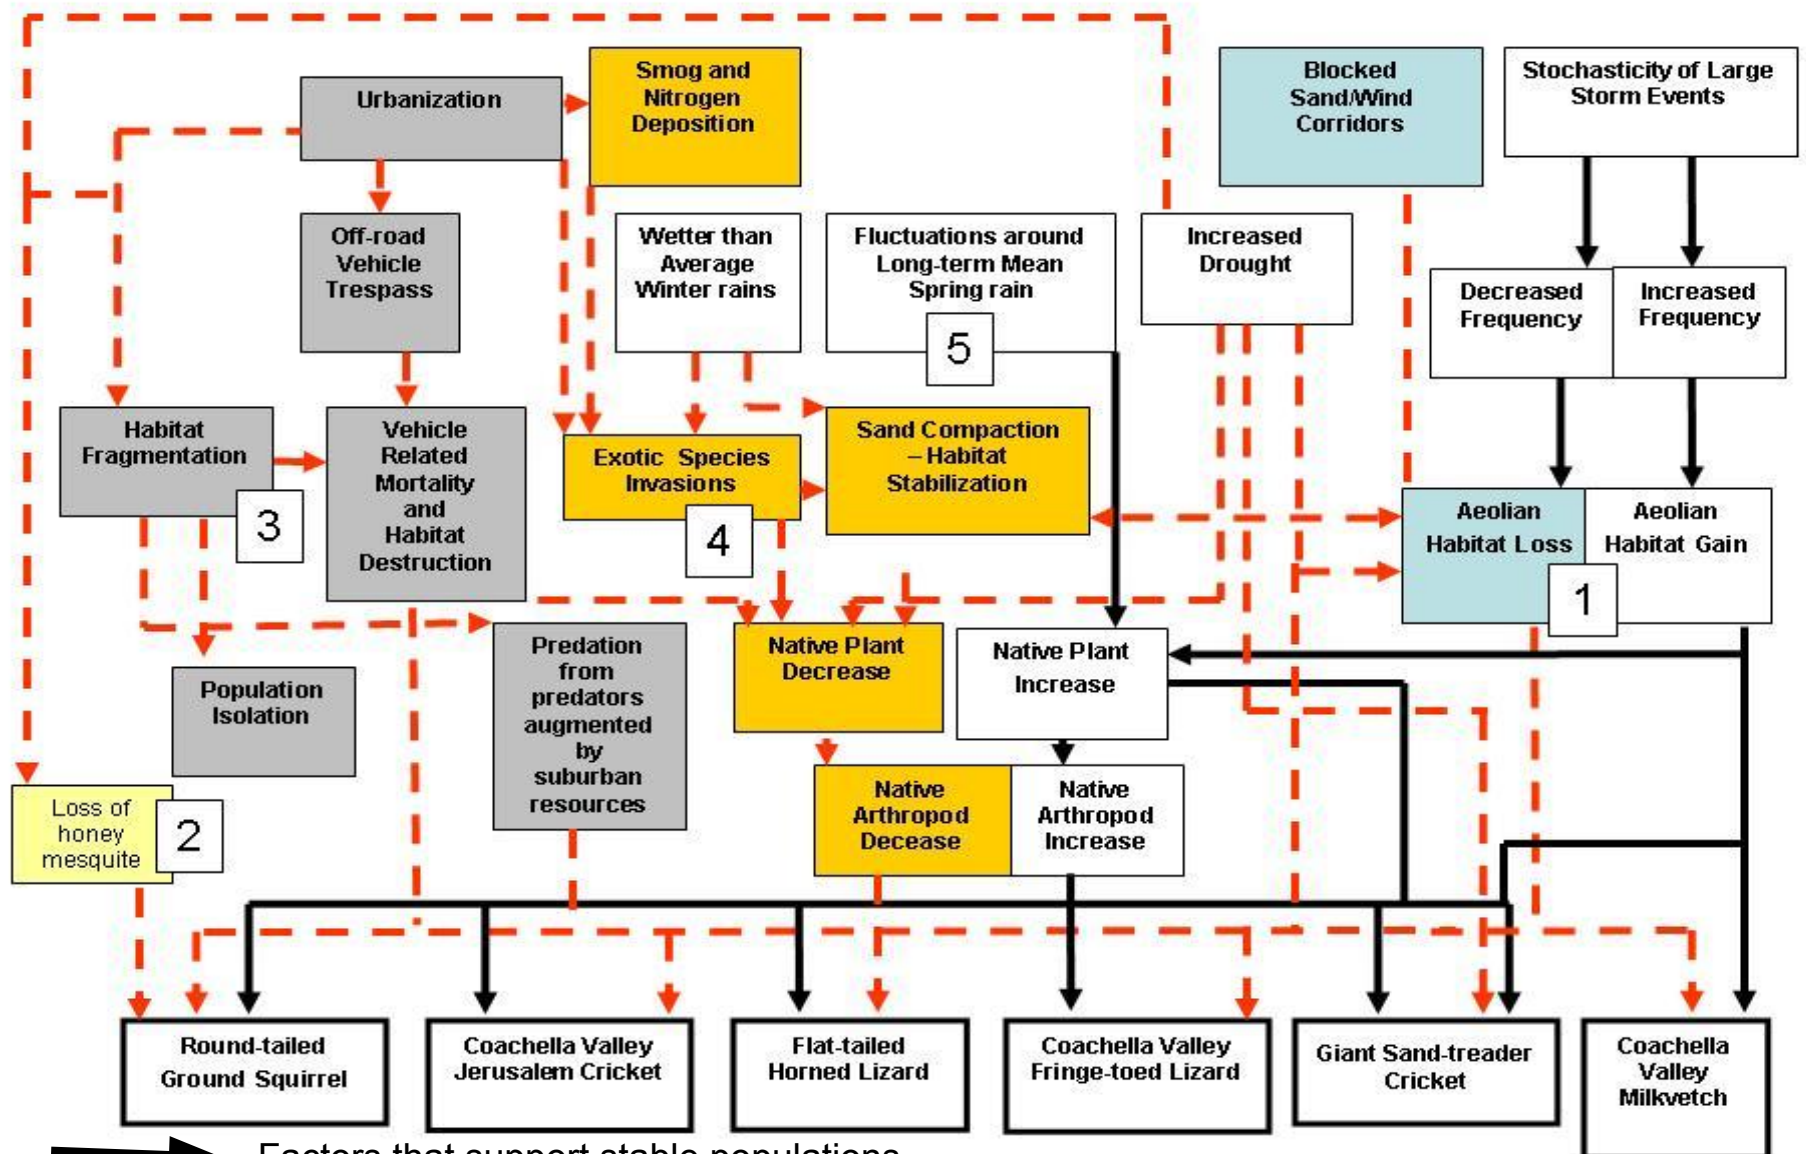 Urbanization
Smog and
Nitrogen
Deposition
Blocked
Sand/Wind
Corridors
Stochasticity of Large
Storm Events
Off-road
Vehicle
Trespass
Wetter than
Average
Winter rains
Fluctuations around
Long-term Mean
Spring rain
5
Increased
Drought
Decreased
Frequency
Increased
Frequency
Habitat
Fragmentation
3
Vehicle
Related
Mortality
and
Habitat
Destruction
Exotic Species
Invasions
4
Sand Compaction
– Habitat
Stabilization
Aeolian
Habitat Loss
Aeolian
Habitat Gain
1
Population
Isolation
Predation
from
predators
augmented
by
suburban
resources
Native Plant
Decrease
Native Plant
Increase
Loss of
honey
mesquite
2
Native
Arthropod
Decease
Native
Arthropod
Increase
Round-tailed
Ground Squirrel
Coachella Valley
Jerusalem Cricket
Flat-tailed
Horned Lizard
Coachella Valley
Fringe-toed Lizard
Giant Sand-treader
Cricket
Coachella
Valley
Milkvetch
Factors that support stable populations